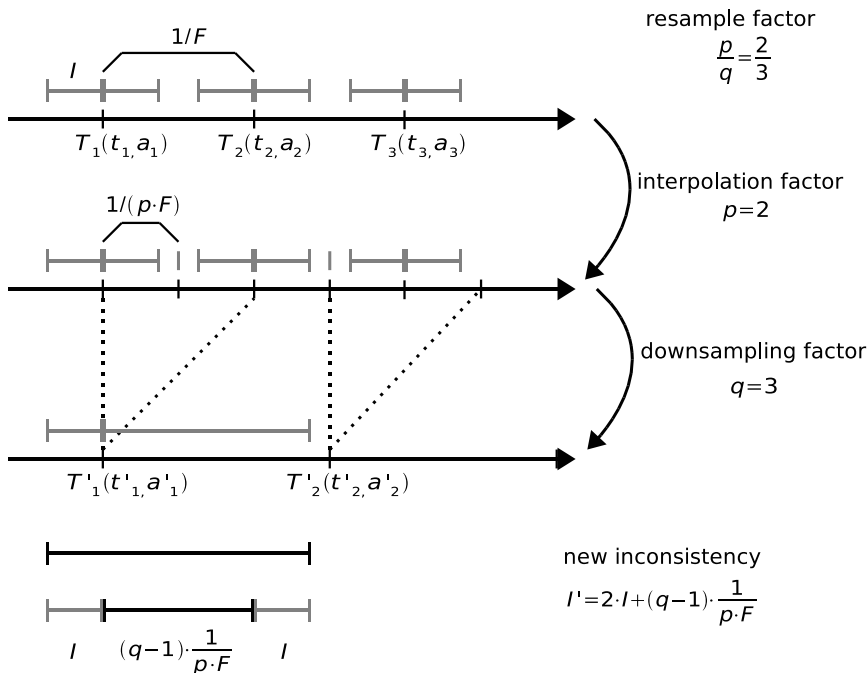 resample factor
p/q=2/3
1/F
I
T₁(t₁,a₁) T₂(t₂,a₂) T₃(t₃,a₃)
interpolation factor
p=2
1/(p·F)
downsampling factor
q=3
T'₁(t'₁,a'₁) T'₂(t'₂,a'₂)
new inconsistency
I'=2·I+(q−1)·1/(p·F)
I (q−1)·1/(p·F) I